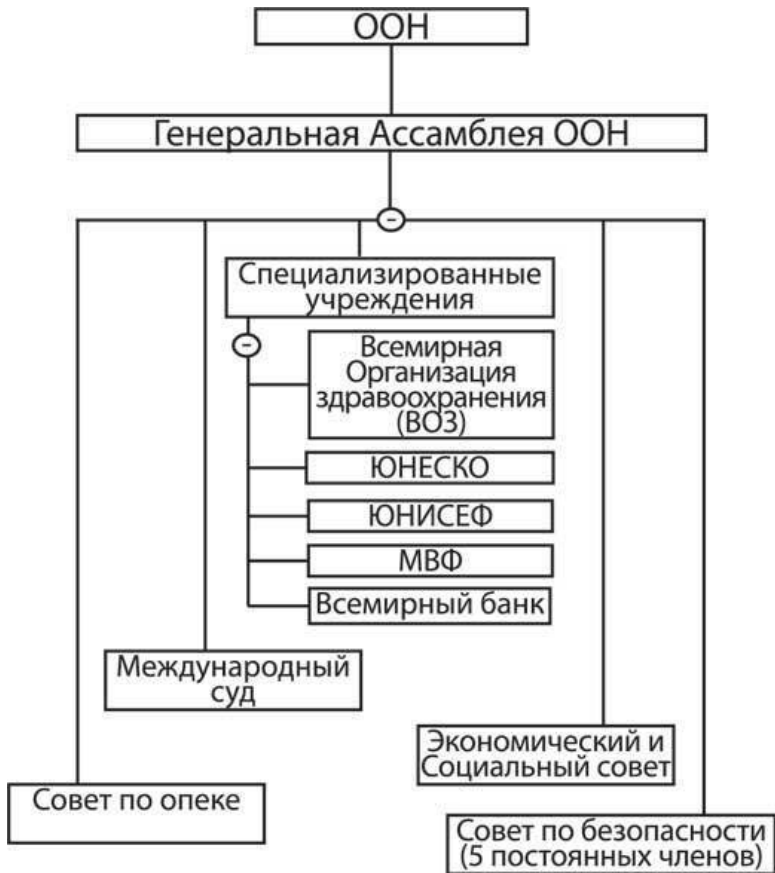 ООН
Генеральная Ассамблея ООН
Специализированные
учреждения
Всемирная
Организация
здравоохранения
(ВОЗ)
ЮНЕСКО
ЮНИСЕФ
МВФ
Всемирный банк
Международный
суд
Экономический и
Социальный совет
Совет по опеке
Совет по безопасности
(5 постоянных членов)